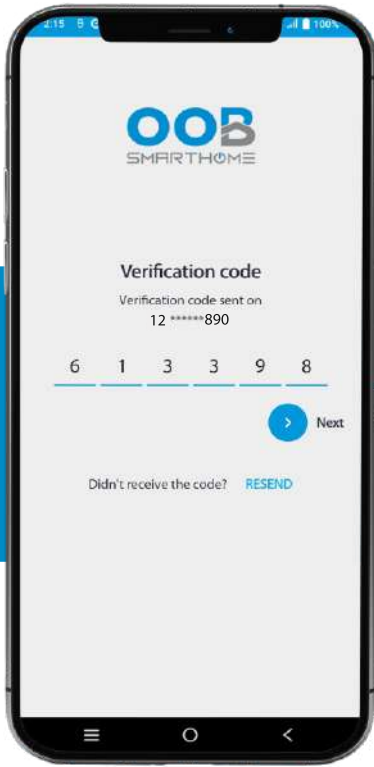 2:15
100%
OOB
SMARTHOME
Verification code
Verification code sent on
12 ******890
6 1 3 3 9 8
Next
Didn't receive the code? RESEND